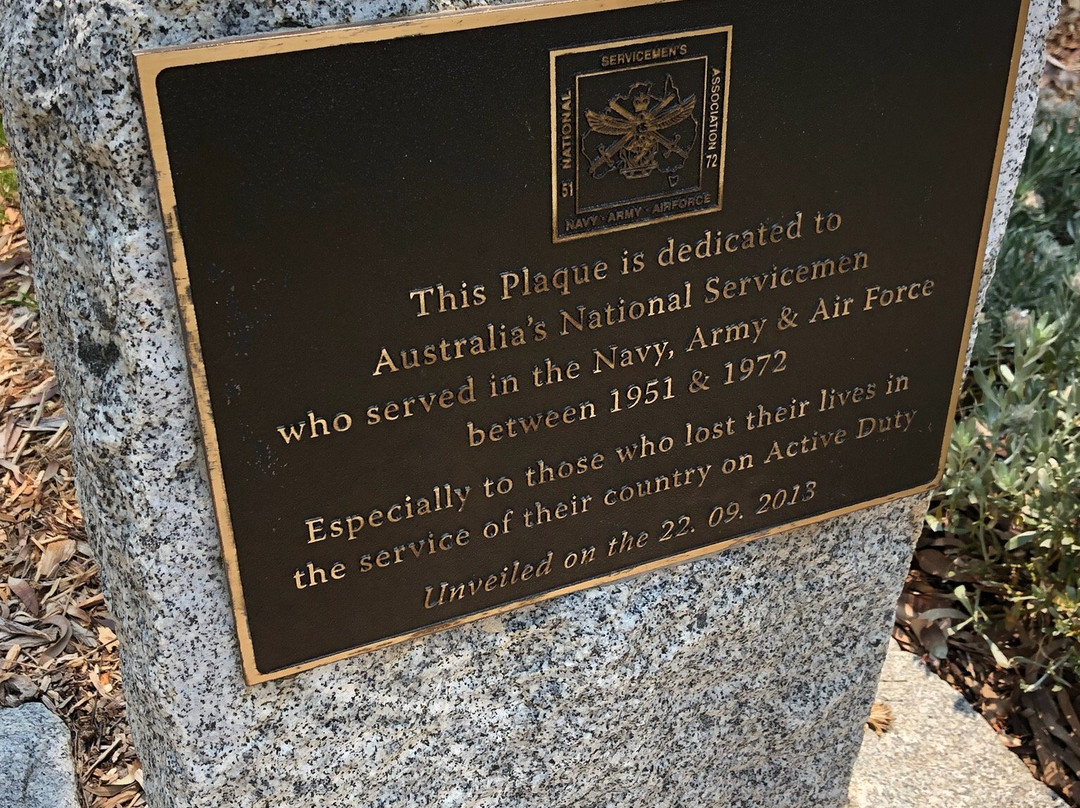 SERVICEMEN'S
51 NATIONAL
ASSOCIATION 72
NAVY · ARMY · AIRFORCE
This Plaque is dedicated to
Australia's National Servicemen
who served in the Navy, Army & Air Force
between 1951 & 1972
Especially to those who lost their lives in
the service of their country on Active Duty
Unveiled on the 22. 09. 2013